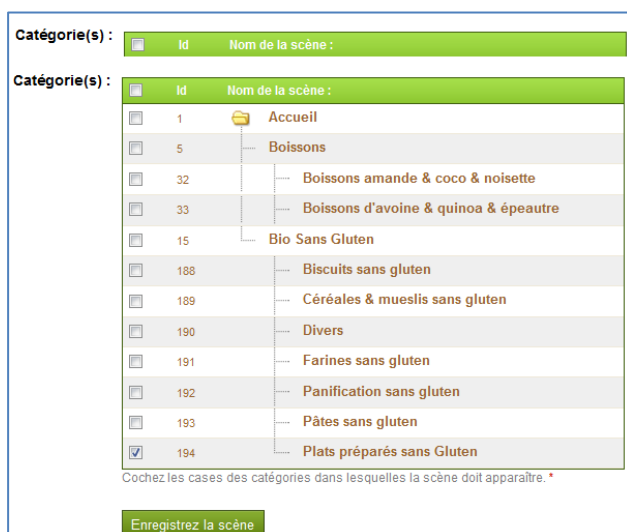 Catégorie(s) : Id Nom de la scène :
Catégorie(s) :
Id Nom de la scène :
1 Accueil
5 Boissons
32 Boissons amande & coco & noisette
33 Boissons d'avoine & quinoa & épeautre
15 Bio Sans Gluten
188 Biscuits sans gluten
189 Céréales & mueslis sans gluten
190 Divers
191 Farines sans gluten
192 Panification sans gluten
193 Pâtes sans gluten
194 Plats préparés sans Gluten
Cochez les cases des catégories dans lesquelles la scène doit apparaître. *
Enregistrez la scène